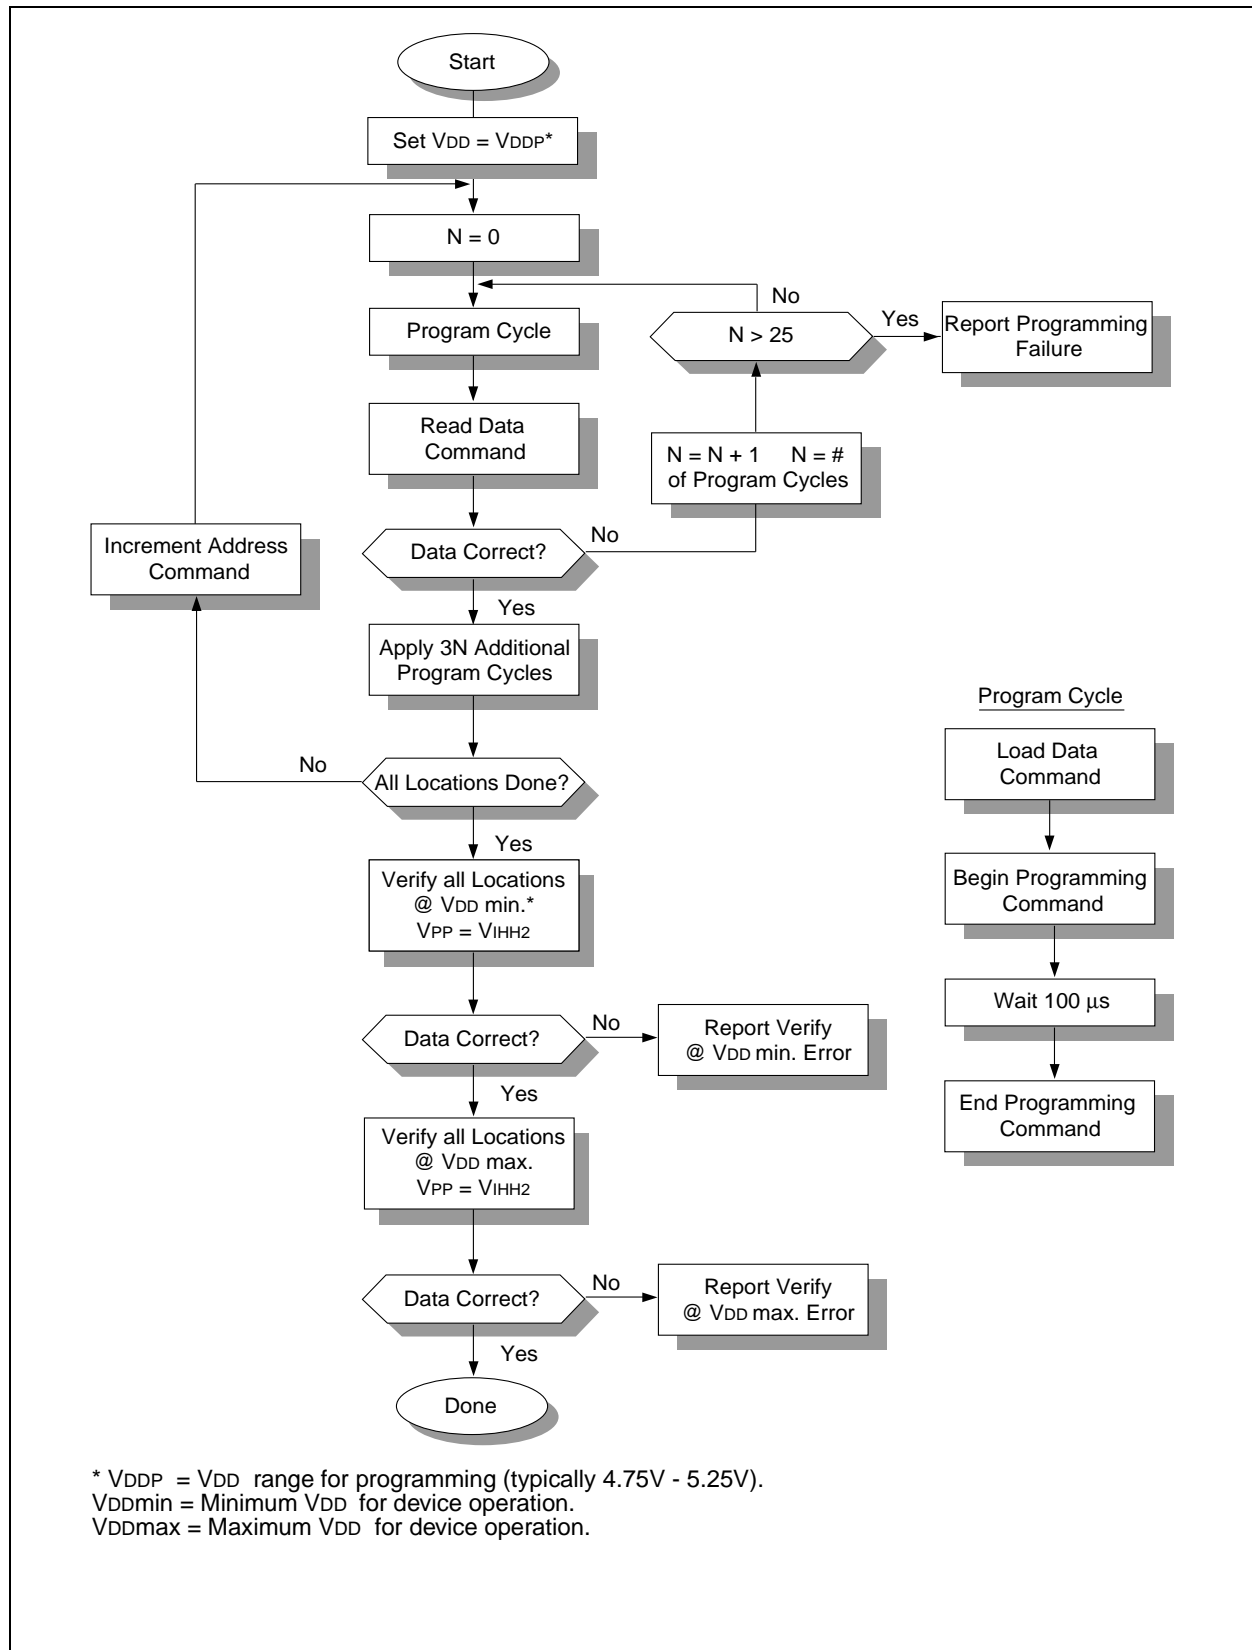 Start
Set VDD = VDDP*
N = 0
No
Program Cycle
N > 25
Yes
Report Programming
Failure
Read Data
Command
N = N + 1 N = #
of Program Cycles
Increment Address
Command
Data Correct?
No
Yes
Apply 3N Additional
Program Cycles
No
All Locations Done?
Yes
Verify all Locations
@ VDD min.*
VPP = VIHH2
Data Correct?
No
Report Verify
@ VDD min. Error
Yes
Verify all Locations
@ VDD max.
VPP = VIHH2
Data Correct?
No
Report Verify
@ VDD max. Error
Yes
Done
Program Cycle
Load Data
Command
Begin Programming
Command
Wait 100 µs
End Programming
Command
* VDDP = VDD range for programming (typically 4.75V - 5.25V).
VDDmin = Minimum VDD for device operation.
VDDmax = Maximum VDD for device operation.